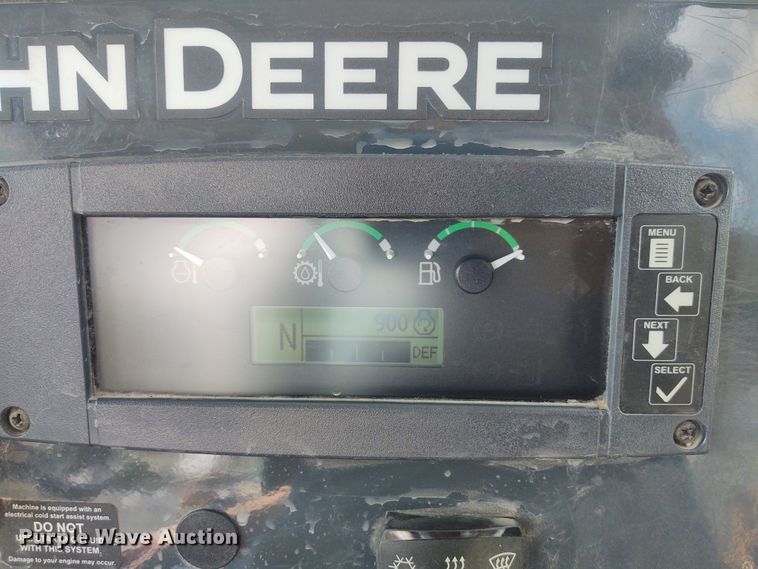 HN DEERE
MENU
BACK
NEXT
SELECT
N 900
DEF
Machine is equipped with an
electrical cold start assist system.
DO NOT
WITH THIS SYSTEM.
Damage to your engine may occur.
Purple Wave Auction